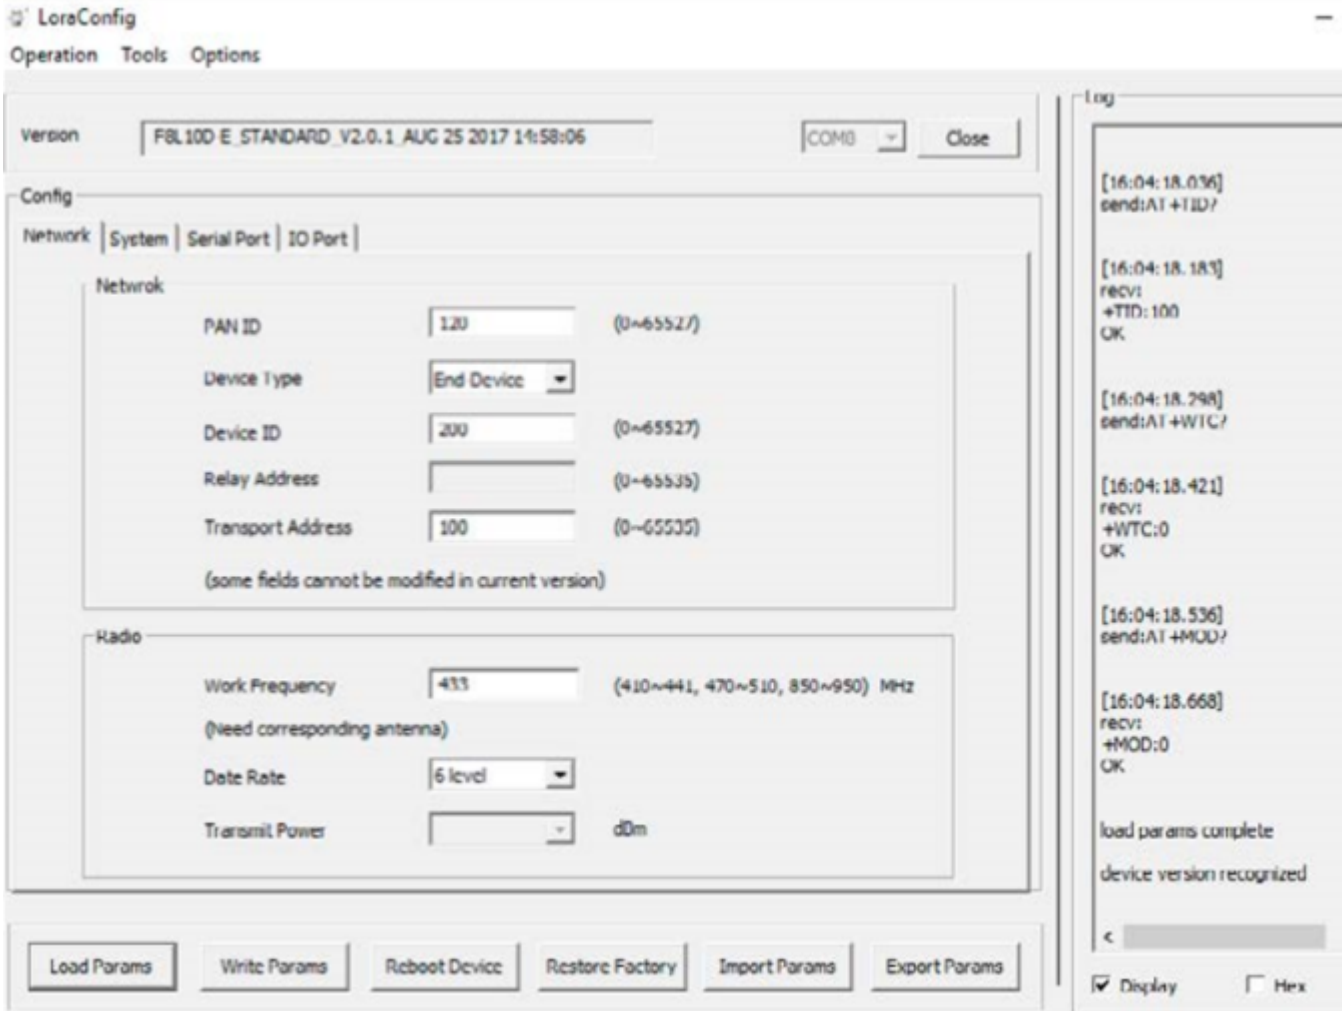 LoraConfig
Operation Tools Options
Version F8L10D-E_STANDARD_V2.0.1 AUG 25 2017 14:58:06 COM8 Close
Config
Network System Serial Port IO Port
Netwrok
PAN ID 120 (0~65527)
Device Type End Device
Device ID 200 (0~65527)
Relay Address (0~65535)
Transport Address 100 (0~65535)
(some fields cannot be modified in current version)
Radio
Work Frequency 433 (410~441, 470~510, 850~950) MHz
(Need corresponding antenna)
Date Rate 6 level
Transmit Power dBm
Load Params Write Params Reboot Device Restore Factory Import Params Export Params
Log
[16:04:18.036]
send:AT+TID?
[16:04:18.183]
recv:
+TID:100
OK
[16:04:18.298]
send:AT+WTC?
[16:04:18.421]
recv:
+WTC:0
OK
[16:04:18.536]
send:AT+MOD?
[16:04:18.668]
recv:
+MOD:0
OK
load params complete
device version recognized
Display Hex